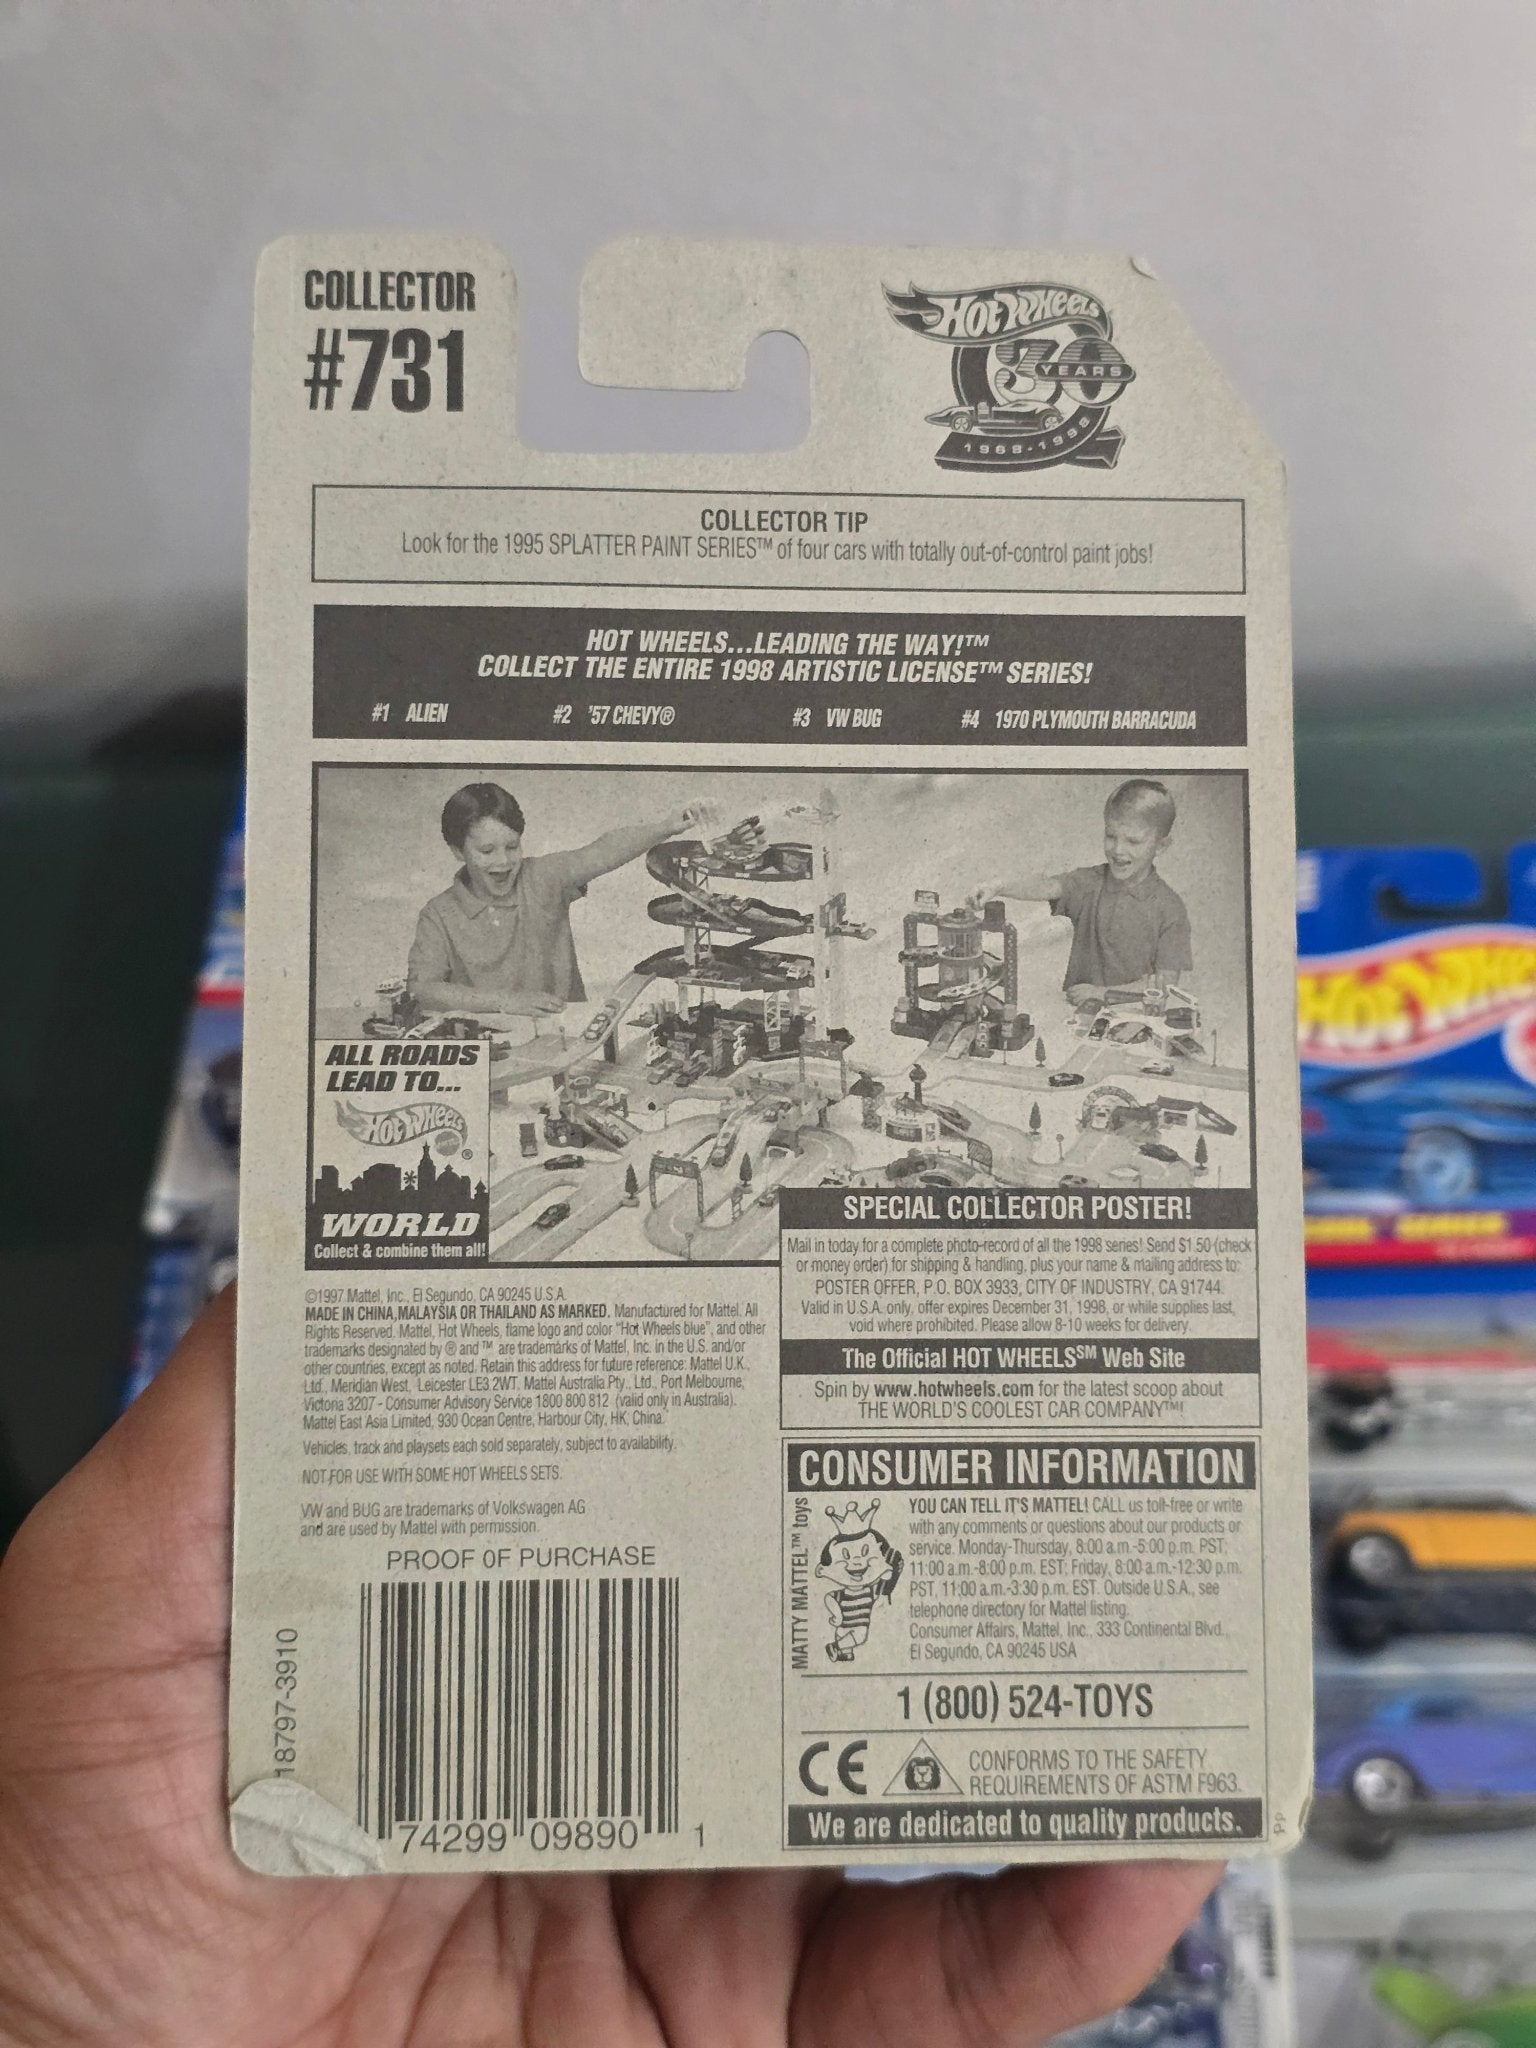 COLLECTOR
#731
HOT WHEELS
30
YEARS
1968-1998
COLLECTOR TIP
Look for the 1995 SPLATTER PAINT SERIES™ of four cars with totally out-of-control paint jobs!
HOT WHEELS...LEADING THE WAY!™
COLLECT THE ENTIRE 1998 ARTISTIC LICENSE™ SERIES!
#1 ALIEN #2 '57 CHEVY® #3 VW BUG #4 1970 PLYMOUTH BARRACUDA
ALL ROADS
LEAD TO...
HOT WHEELS®
WORLD
Collect & combine them all!
SPECIAL COLLECTOR POSTER!
Mail in today for a complete photo-record of all the 1998 series! Send $1.50 (check
or money order) for shipping & handling, plus your name & mailing address to:
POSTER OFFER, P.O. BOX 3933, CITY OF INDUSTRY, CA 91744.
Valid in U.S.A. only, offer expires December 31, 1998, or while supplies last,
void where prohibited. Please allow 8-10 weeks for delivery.
The Official HOT WHEELS℠ Web Site
Spin by www.hotwheels.com for the latest scoop about
THE WORLD'S COOLEST CAR COMPANY™!
©1997 Mattel, Inc., El Segundo, CA 90245 U.S.A.
MADE IN CHINA, MALAYSIA OR THAILAND AS MARKED. Manufactured for Mattel. All
Rights Reserved. Mattel, Hot Wheels, flame logo and color "Hot Wheels blue", and other
trademarks designated by ® and ™ are trademarks of Mattel, Inc. in the U.S. and/or
other countries, except as noted. Retain this address for future reference: Mattel U.K.
Ltd., Meridian West, Leicester LE3 2WT. Mattel Australia Pty., Ltd., Port Melbourne,
Victoria 3207 - Consumer Advisory Service 1800 800 812 (valid only in Australia).
Mattel East Asia Limited, 930 Ocean Centre, Harbour City, HK, China.
Vehicles, track and playsets each sold separately, subject to availability.
NOT FOR USE WITH SOME HOT WHEELS SETS.
VW and BUG are trademarks of Volkswagen AG
and are used by Mattel with permission.
PROOF OF PURCHASE
18797-3910
74299 09890 1
CONSUMER INFORMATION
MATTY MATTEL™ toys
YOU CAN TELL IT'S MATTEL! CALL us toll-free or write
with any comments or questions about our products or
service. Monday-Thursday, 8:00 a.m.-5:00 p.m. PST;
11:00 a.m.-8:00 p.m. EST; Friday, 8:00 a.m.-12:30 p.m.
PST, 11:00 a.m.-3:30 p.m. EST. Outside U.S.A., see
telephone directory for Mattel listing.
Consumer Affairs, Mattel, Inc., 333 Continental Blvd.,
El Segundo, CA 90245 USA
1 (800) 524-TOYS
CE
CONFORMS TO THE SAFETY
REQUIREMENTS OF ASTM F963.
We are dedicated to quality products.
Pp
HOT WHE